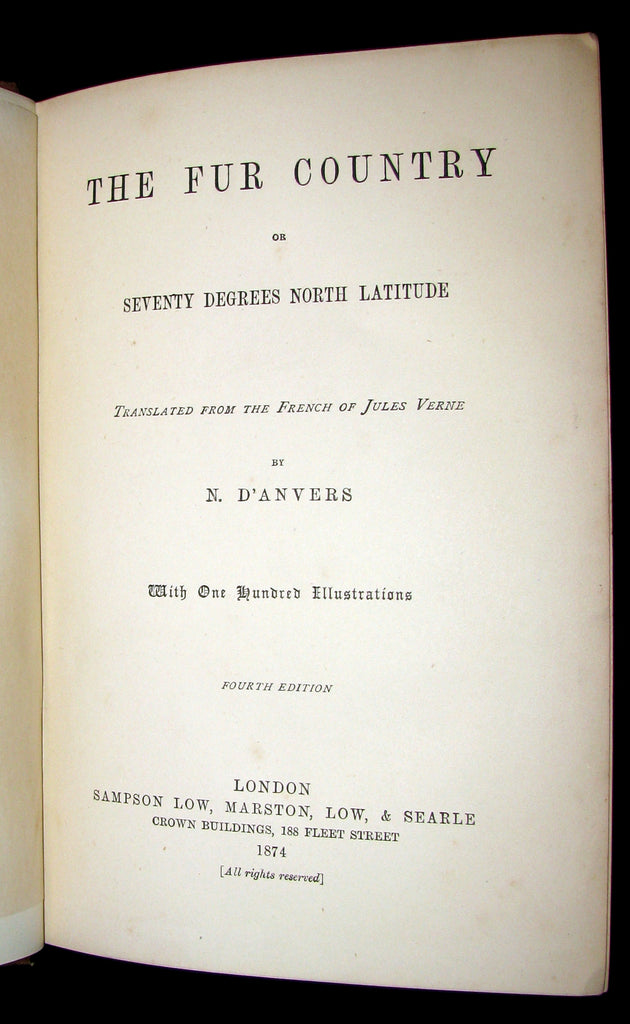 THE FUR COUNTRY
OR
SEVENTY DEGREES NORTH LATITUDE
TRANSLATED FROM THE FRENCH OF JULES VERNE
BY
N. D'ANVERS
With One Hundred Illustrations
FOURTH EDITION
LONDON
SAMPSON LOW, MARSTON, LOW, & SEARLE
CROWN BUILDINGS, 188 FLEET STREET
1874
[All rights reserved]